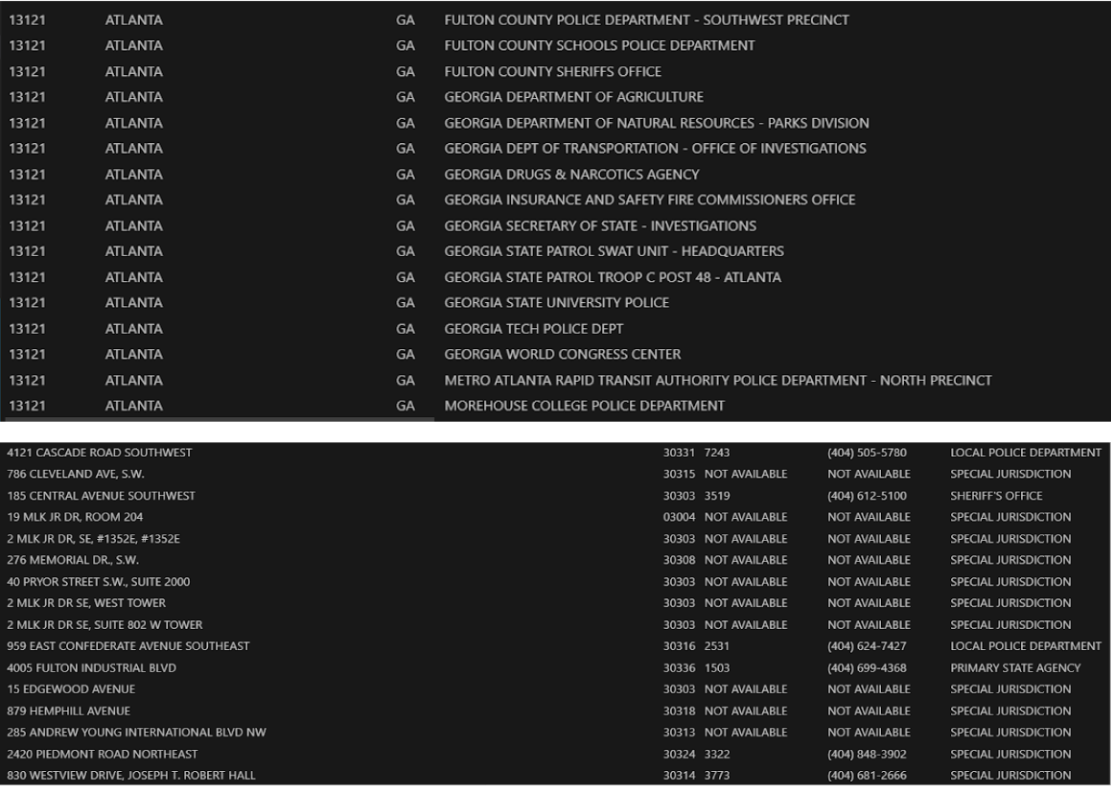 13121 ATLANTA GA FULTON COUNTY POLICE DEPARTMENT - SOUTHWEST PRECINCT
13121 ATLANTA GA FULTON COUNTY SCHOOLS POLICE DEPARTMENT
13121 ATLANTA GA FULTON COUNTY SHERIFFS OFFICE
13121 ATLANTA GA GEORGIA DEPARTMENT OF AGRICULTURE
13121 ATLANTA GA GEORGIA DEPARTMENT OF NATURAL RESOURCES - PARKS DIVISION
13121 ATLANTA GA GEORGIA DEPT OF TRANSPORTATION - OFFICE OF INVESTIGATIONS
13121 ATLANTA GA GEORGIA DRUGS & NARCOTICS AGENCY
13121 ATLANTA GA GEORGIA INSURANCE AND SAFETY FIRE COMMISSIONERS OFFICE
13121 ATLANTA GA GEORGIA SECRETARY OF STATE - INVESTIGATIONS
13121 ATLANTA GA GEORGIA STATE PATROL SWAT UNIT - HEADQUARTERS
13121 ATLANTA GA GEORGIA STATE PATROL TROOP C POST 48 - ATLANTA
13121 ATLANTA GA GEORGIA STATE UNIVERSITY POLICE
13121 ATLANTA GA GEORGIA TECH POLICE DEPT
13121 ATLANTA GA GEORGIA WORLD CONGRESS CENTER
13121 ATLANTA GA METRO ATLANTA RAPID TRANSIT AUTHORITY POLICE DEPARTMENT - NORTH PRECINCT
13121 ATLANTA GA MOREHOUSE COLLEGE POLICE DEPARTMENT
4121 CASCADE ROAD SOUTHWEST 30331 7243 (404) 505-5780 LOCAL POLICE DEPARTMENT
786 CLEVELAND AVE, S.W. 30315 NOT AVAILABLE NOT AVAILABLE SPECIAL JURISDICTION
185 CENTRAL AVENUE SOUTHWEST 30303 3519 (404) 612-5100 SHERIFF'S OFFICE
19 MLK JR DR, ROOM 204 03004 NOT AVAILABLE NOT AVAILABLE SPECIAL JURISDICTION
2 MLK JR DR, SE, #1352E, #1352E 30303 NOT AVAILABLE NOT AVAILABLE SPECIAL JURISDICTION
276 MEMORIAL DR., S.W. 30308 NOT AVAILABLE NOT AVAILABLE SPECIAL JURISDICTION
40 PRYOR STREET S.W., SUITE 2000 30303 NOT AVAILABLE NOT AVAILABLE SPECIAL JURISDICTION
2 MLK JR DR SE, WEST TOWER 30303 NOT AVAILABLE NOT AVAILABLE SPECIAL JURISDICTION
2 MLK JR DR SE, SUITE 802 W TOWER 30303 NOT AVAILABLE NOT AVAILABLE SPECIAL JURISDICTION
959 EAST CONFEDERATE AVENUE SOUTHEAST 30316 2531 (404) 624-7427 LOCAL POLICE DEPARTMENT
4005 FULTON INDUSTRIAL BLVD 30336 1503 (404) 699-4368 PRIMARY STATE AGENCY
15 EDGEWOOD AVENUE 30303 NOT AVAILABLE NOT AVAILABLE SPECIAL JURISDICTION
879 HEMPHILL AVENUE 30318 NOT AVAILABLE NOT AVAILABLE SPECIAL JURISDICTION
285 ANDREW YOUNG INTERNATIONAL BLVD NW 30313 NOT AVAILABLE NOT AVAILABLE SPECIAL JURISDICTION
2420 PIEDMONT ROAD NORTHEAST 30324 3322 (404) 848-3902 SPECIAL JURISDICTION
830 WESTVIEW DRIVE, JOSEPH T. ROBERT HALL 30314 3773 (404) 681-2666 SPECIAL JURISDICTION